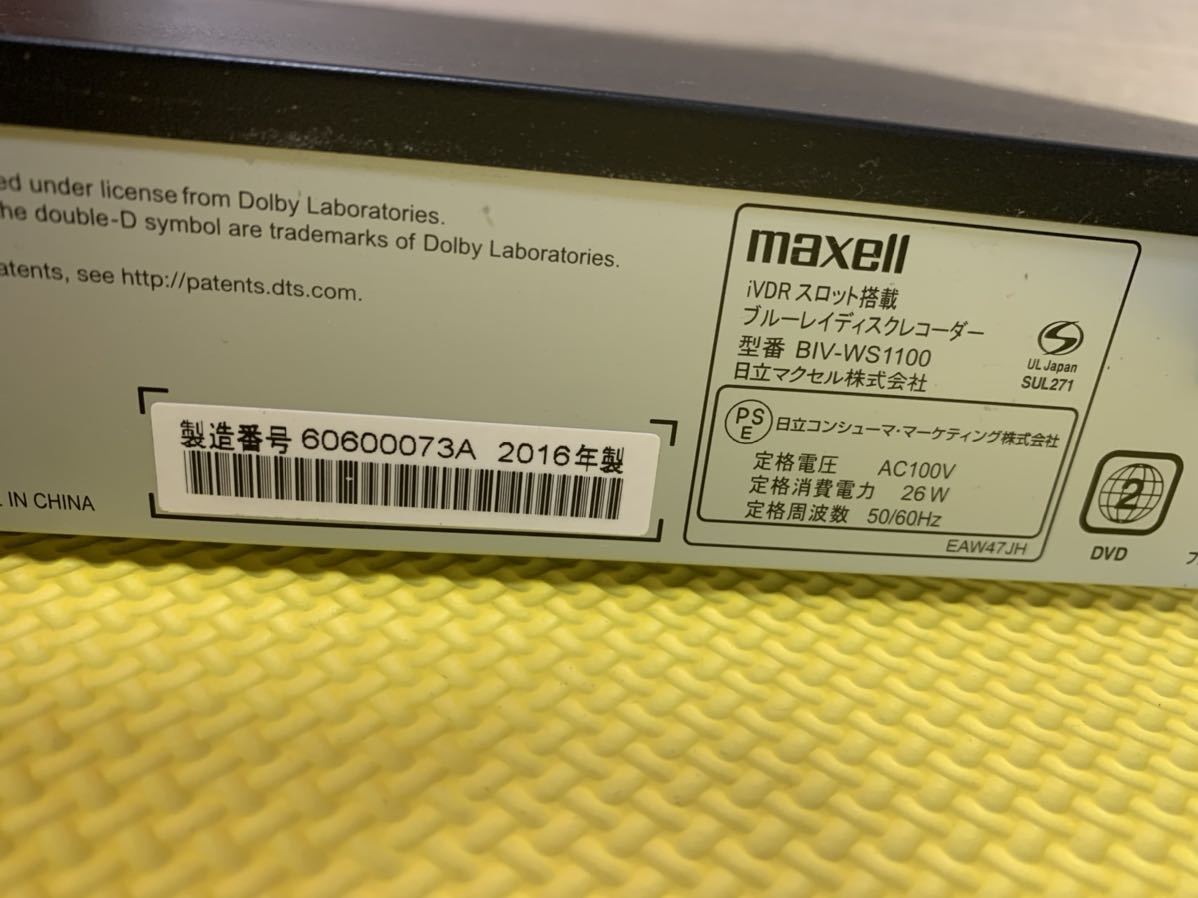 ed under license from Dolby Laboratories.
he double-D symbol are trademarks of Dolby Laboratories.
atents, see http://patents.dts.com.
製造番号 60600073A 2016年製
IN CHINA
maxell
iVDR スロット搭載
ブルーレイディスクレコーダー
型番 BIV-WS1100
日立マクセル株式会社
UL Japan
SUL271
PS
E
日立コンシューマ・マーケティング株式会社
定格電圧 AC100V
定格消費電力 26W
定格周波数 50/60Hz
EAW47JH
2
DVD